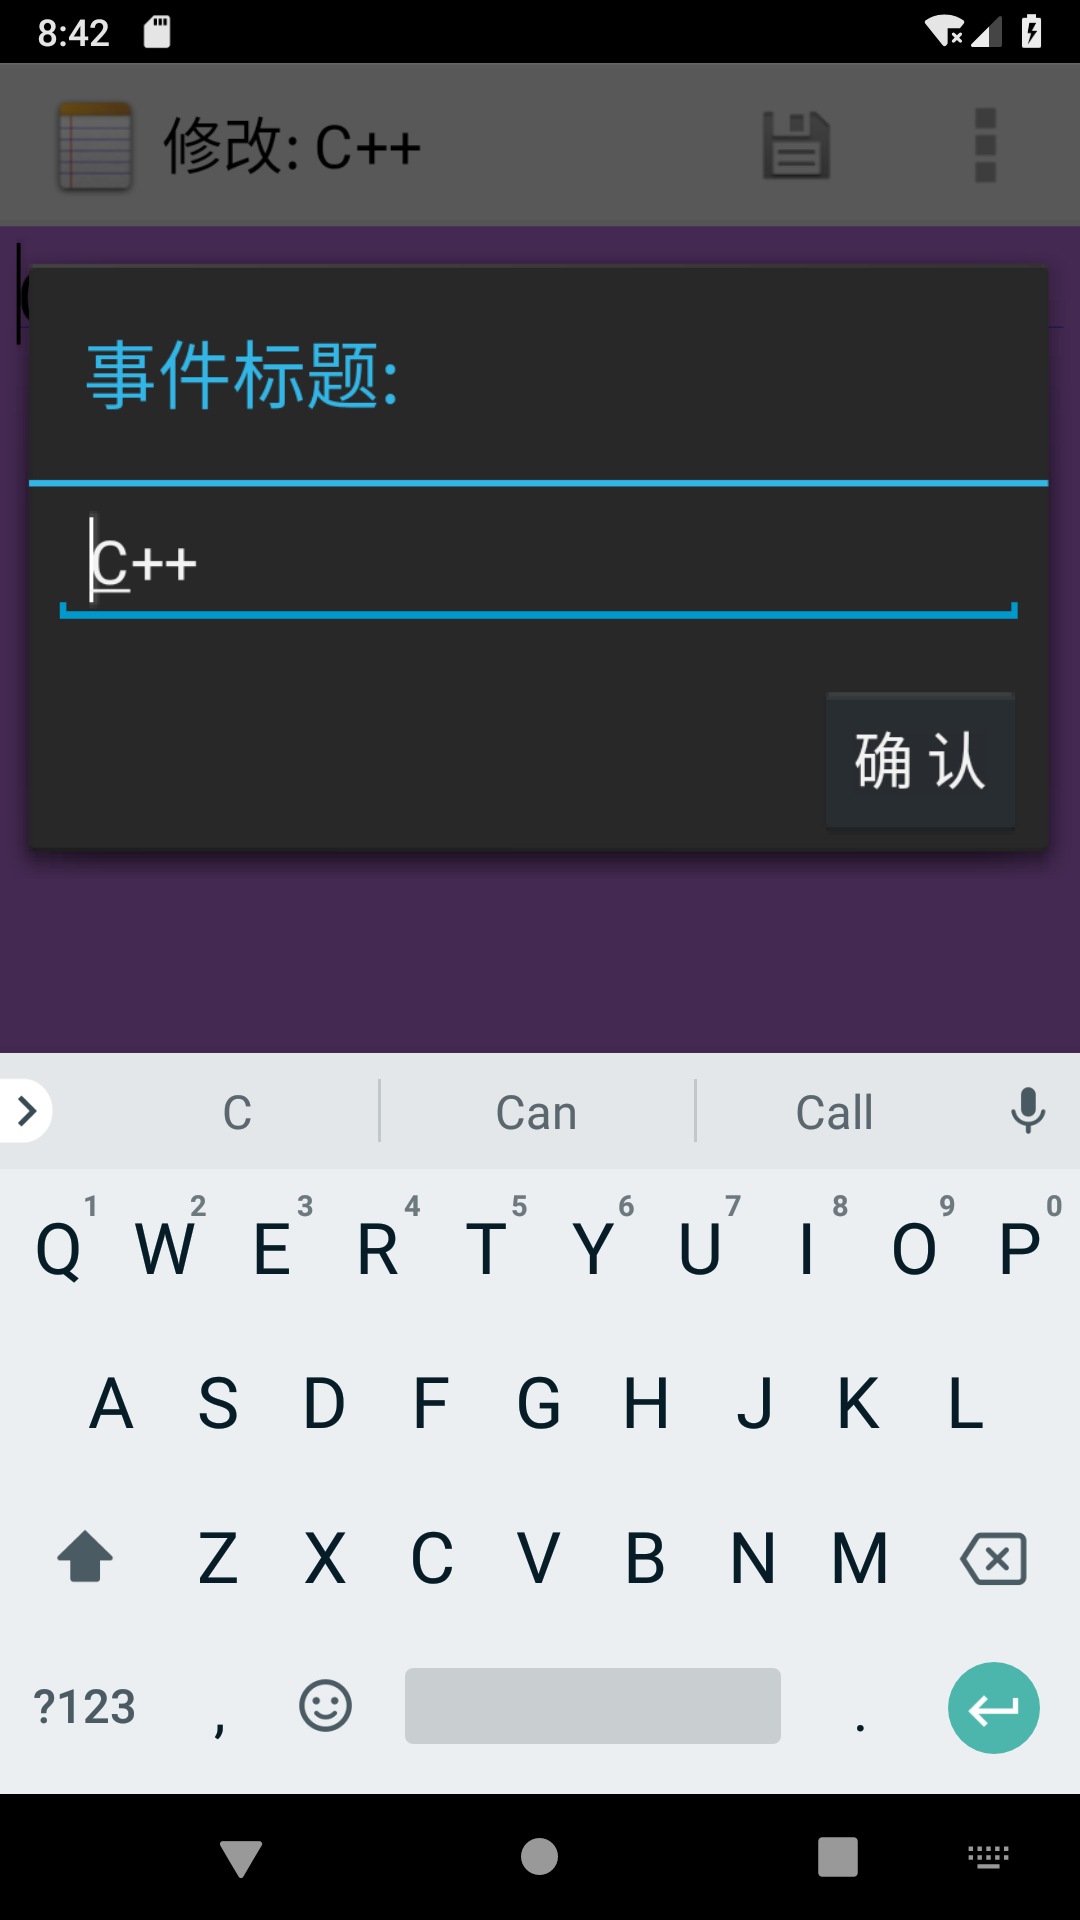 8:42
修改: C++
事件标题:
C++
确 认
C Can Call
1 2 3 4 5 6 7 8 9 0
Q W E R T Y U I O P
A S D F G H J K L
Z X C V B N M
?123 , .